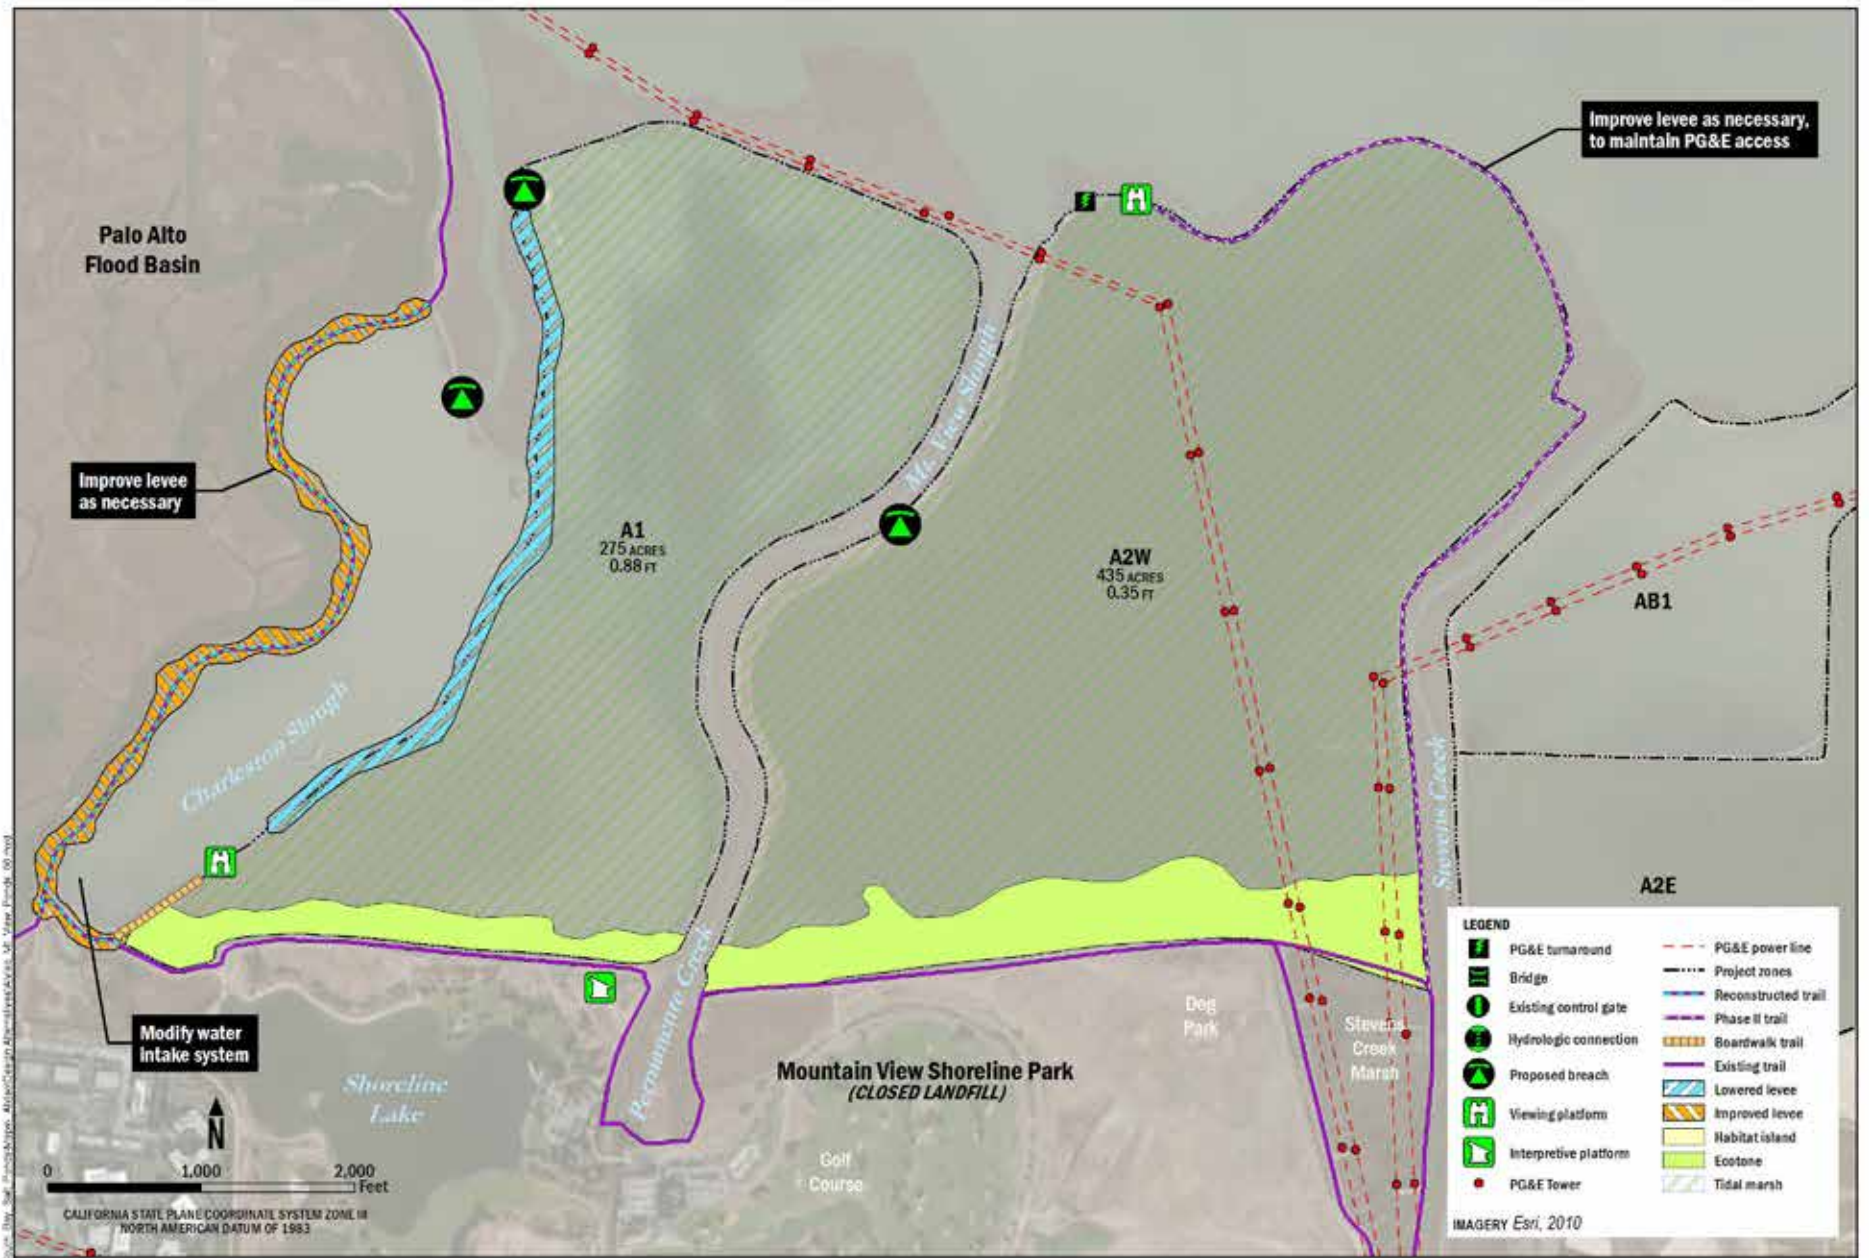 Improve levee as necessary,
to maintain PG&E access
Palo Alto
Flood Basin
Mt. View Slough
Improve levee
as necessary
A1
275 ACRES
0.88 FT
A2W
435 ACRES
0.35 FT
AB1
Charleston Slough
Stevens Creek
A2E
Permanente Creek
Modify water
intake system
Shoreline
Lake
Mountain View Shoreline Park
(CLOSED LANDFILL)
Dog
Park
Stevens
Creek
Marsh
Golf
Course
N
0 1,000 2,000
Feet
CALIFORNIA STATE PLANE COORDINATE SYSTEM ZONE III
NORTH AMERICAN DATUM OF 1983
LEGEND
PG&E turnaround
Bridge
Existing control gate
Hydrologic connection
Proposed breach
Viewing platform
Interpretive platform
PG&E Tower
PG&E power line
Project zones
Reconstructed trail
Phase II trail
Boardwalk trail
Existing trail
Lowered levee
Improved levee
Habitat island
Ecotone
Tidal marsh
IMAGERY Esri, 2010